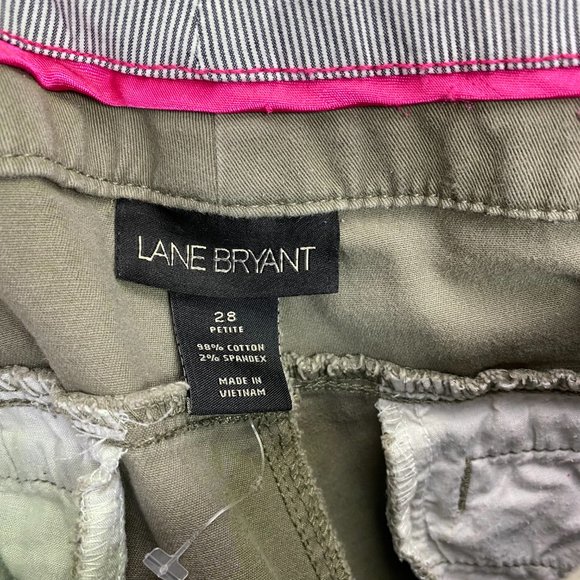 LANE BRYANT
28
PETITE
98% COTTON
2% SPANDEX
MADE IN
VIETNAM